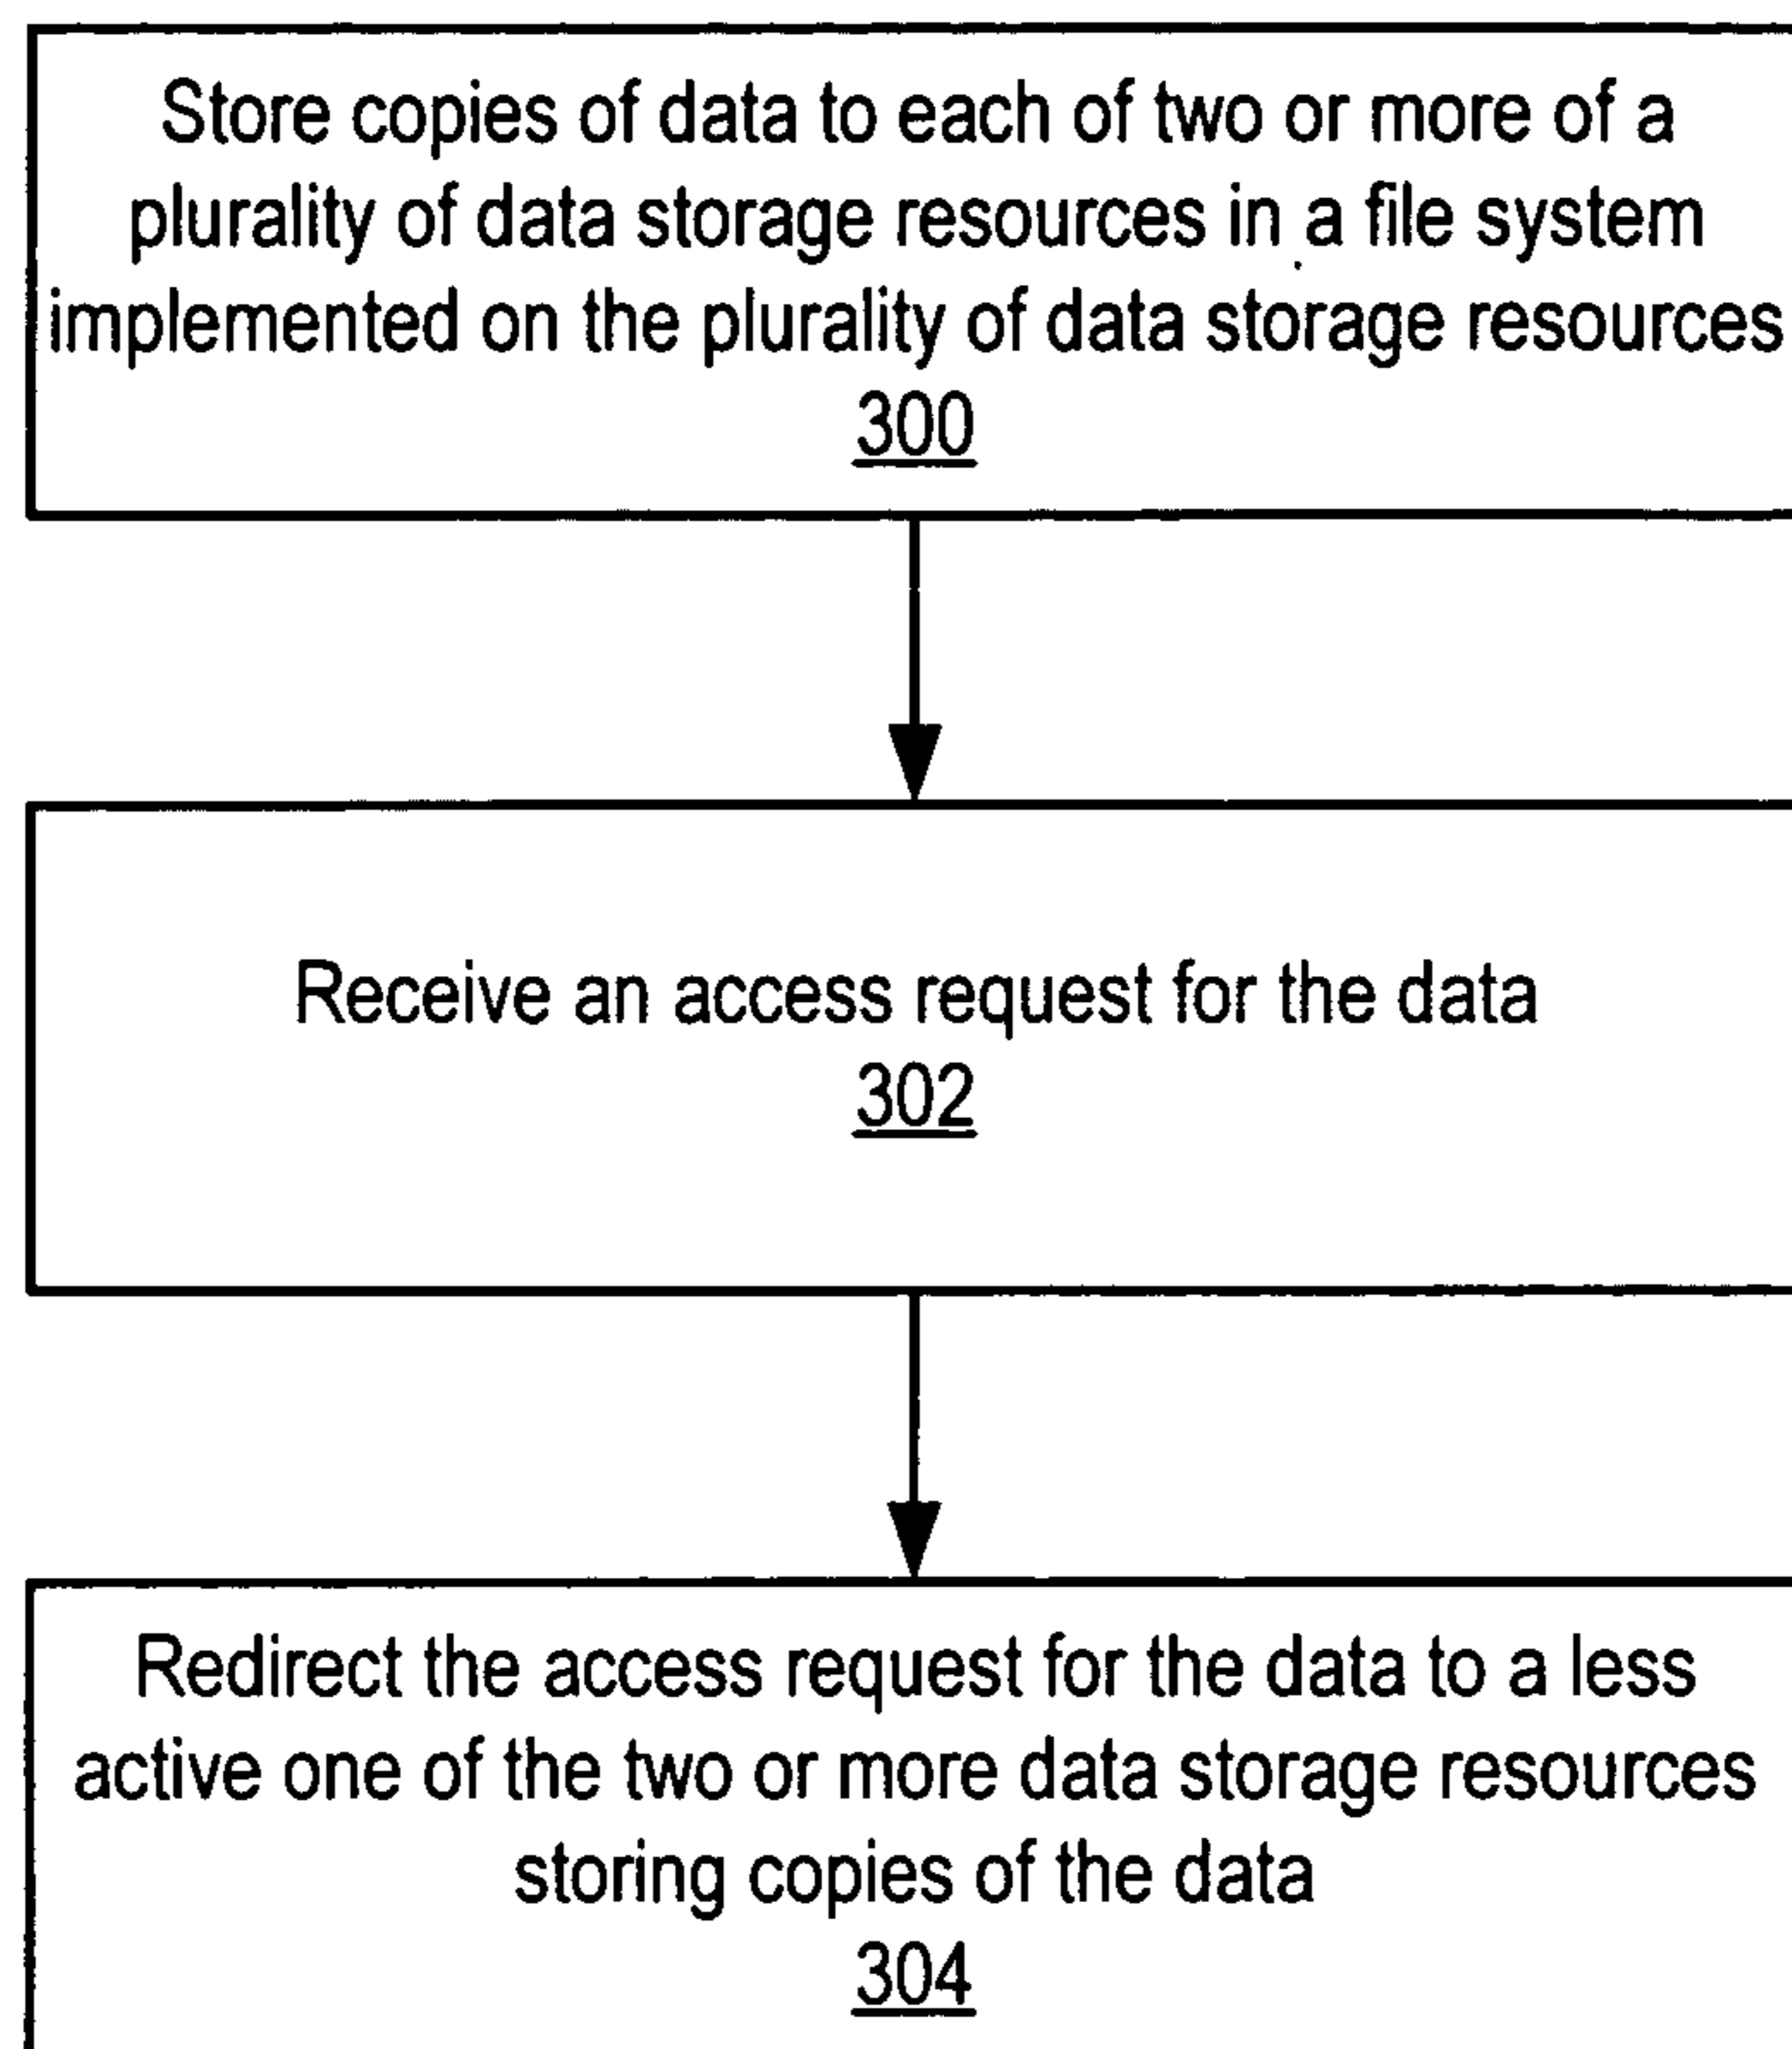 Store copies of data to each of two or more of a
plurality of data storage resources in a file system
implemented on the plurality of data storage resources
300
Receive an access request for the data
302
Redirect the access request for the data to a less
active one of the two or more data storage resources
storing copies of the data
304